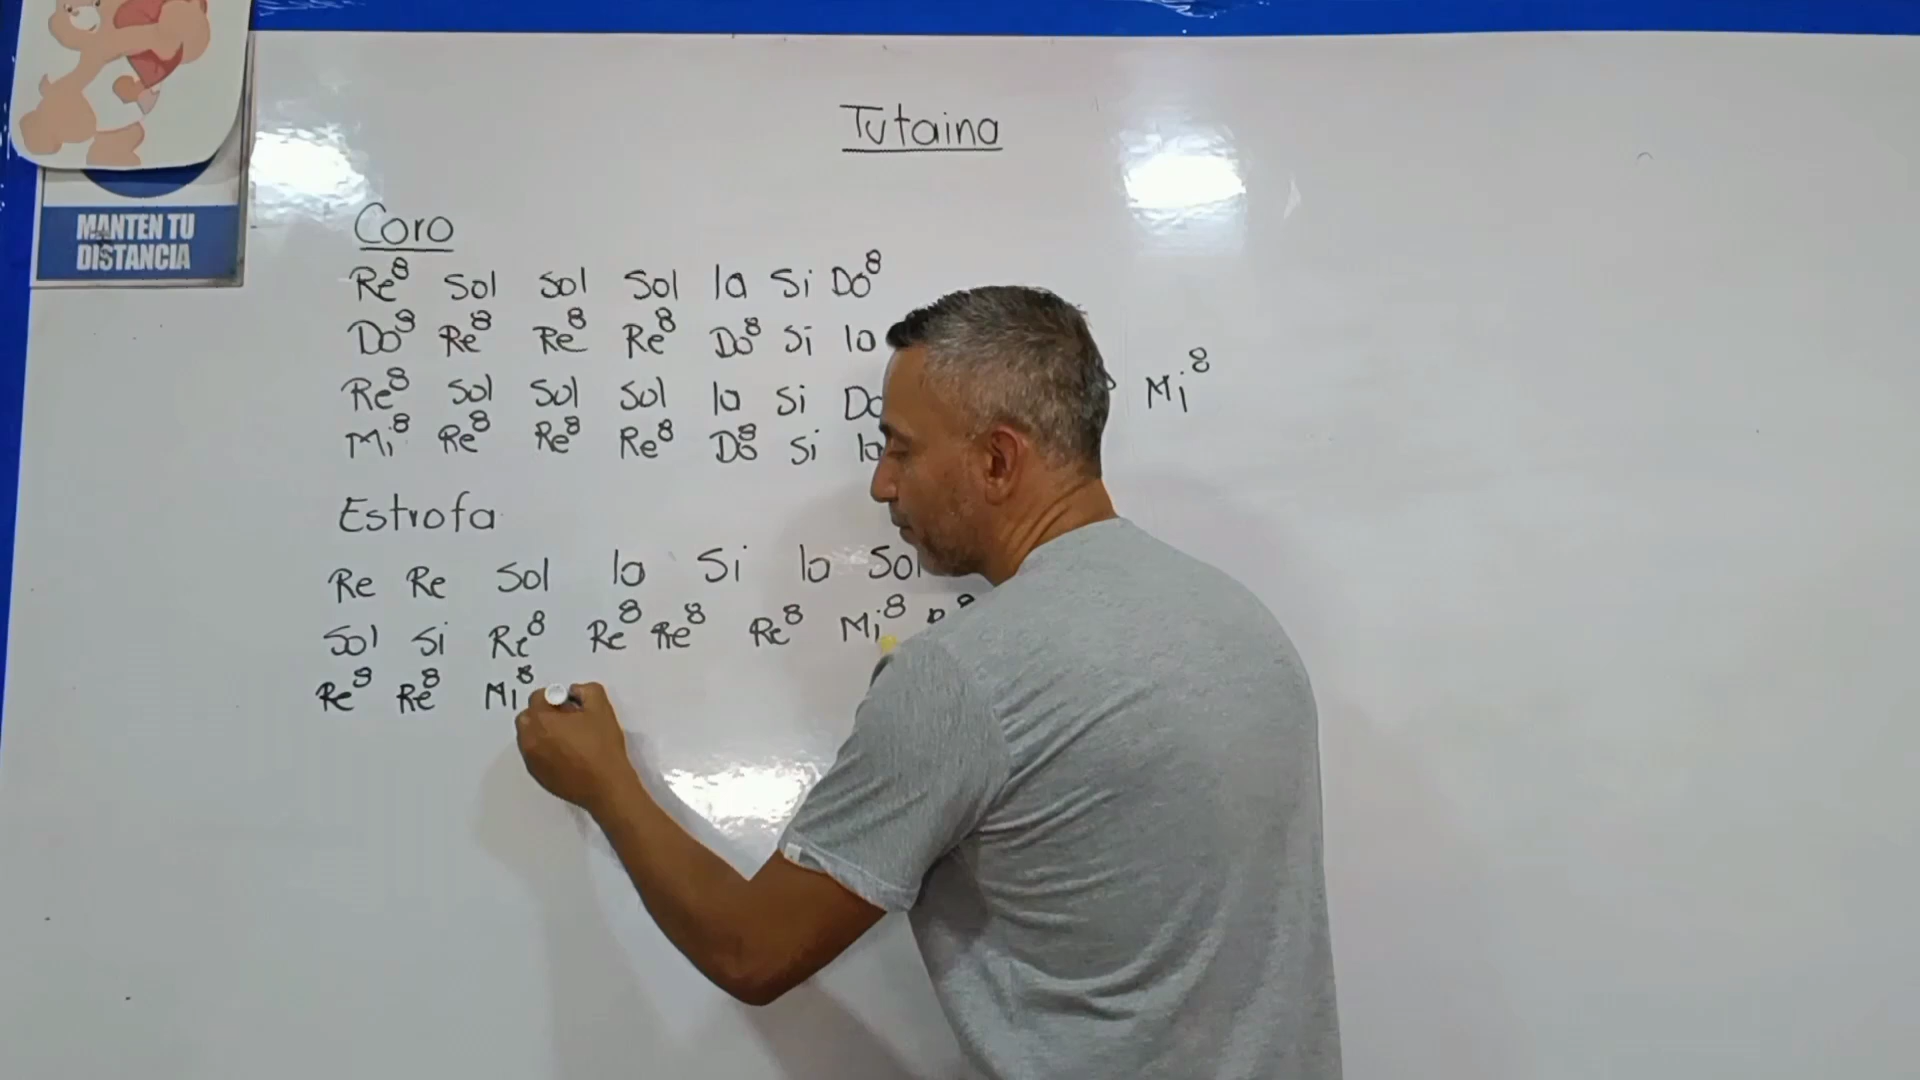 Tutaina
MANTEN TU
DISTANCIA
Coro
Re⁸ Sol Sol Sol la Si Do⁸
Do⁸ Re⁸ Re⁸ Re⁸ Do⁸ Si la
Re⁸ Sol Sol Sol la Si Mi⁸
Mi⁸ Re⁸ Re⁸ Re⁸ Do⁸ Si la
Estrofa
Re Re Sol la Si la Sol
Sol Si Re⁸ Re⁸ Re⁸ Re⁸ Mi⁸
Re⁸ Re⁸ Mi⁸